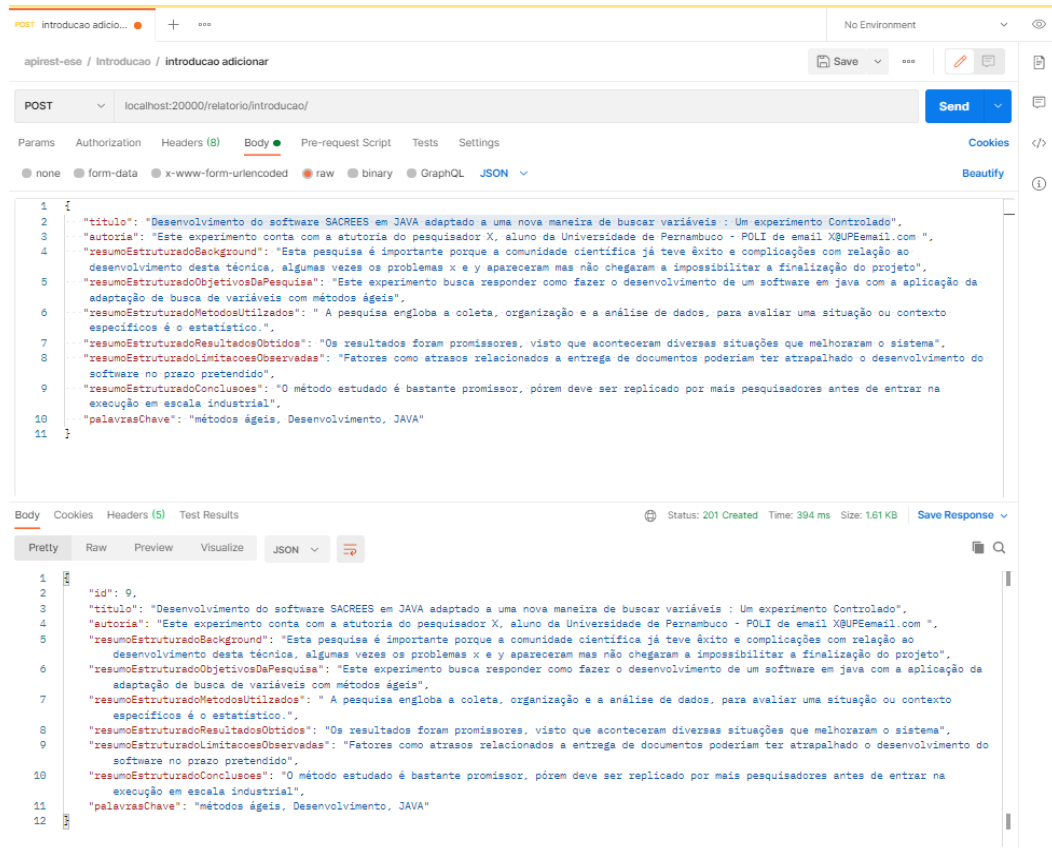 POST introducao adicio...
No Environment
apirest-ese / Introducao / introducao adicionar
Save
POST localhost:20000/relatorio/introducao/ Send
Params Authorization Headers (8) Body Pre-request Script Tests Settings Cookies
none form-data x-www-form-urlencoded raw binary GraphQL JSON Beautify
1 {
2 "titulo": "Desenvolvimento do software SACREES em JAVA adaptado a uma nova maneira de buscar variáveis : Um experimento Controlado",
3 "autoria": "Este experimento conta com a atutoria do pesquisador X, aluno da Universidade de Pernambuco - POLI de email X@UPEemail.com ",
4 "resumoEstruturadoBackground": "Esta pesquisa é importante porque a comunidade científica já teve êxito e complicações com relação ao
desenvolvimento desta técnica, algumas vezes os problemas x e y apareceram mas não chegaram a impossibilitar a finalização do projeto",
5 "resumoEstruturadoObjetivosDaPesquisa": "Este experimento busca responder como fazer o desenvolvimento de um software em java com a aplicação da
adaptação de busca de variáveis com métodos ágeis",
6 "resumoEstruturadoMetodosUtilzados": " A pesquisa engloba a coleta, organização e a análise de dados, para avaliar uma situação ou contexto
específicos é o estatístico.",
7 "resumoEstruturadoResultadosObtidos": "Os resultados foram promissores, visto que aconteceram diversas situações que melhoraram o sistema",
8 "resumoEstruturadoLimitacoesObservadas": "Fatores como atrasos relacionados a entrega de documentos poderiam ter atrapalhado o desenvolvimento do
software no prazo pretendido",
9 "resumoEstruturadoConclusoes": "O método estudado é bastante promissor, pórem deve ser replicado por mais pesquisadores antes de entrar na
execução em escala industrial",
10 "palavrasChave": "métodos ágeis, Desenvolvimento, JAVA"
11 }
Body Cookies Headers (5) Test Results Status: 201 Created Time: 394 ms Size: 1.61 KB Save Response
Pretty Raw Preview Visualize JSON
1 {
2 "id": 9,
3 "titulo": "Desenvolvimento do software SACREES em JAVA adaptado a uma nova maneira de buscar variáveis : Um experimento Controlado",
4 "autoria": "Este experimento conta com a atutoria do pesquisador X, aluno da Universidade de Pernambuco - POLI de email X@UPEemail.com ",
5 "resumoEstruturadoBackground": "Esta pesquisa é importante porque a comunidade científica já teve êxito e complicações com relação ao
desenvolvimento desta técnica, algumas vezes os problemas x e y apareceram mas não chegaram a impossibilitar a finalização do projeto",
6 "resumoEstruturadoObjetivosDaPesquisa": "Este experimento busca responder como fazer o desenvolvimento de um software em java com a aplicação da
adaptação de busca de variáveis com métodos ágeis",
7 "resumoEstruturadoMetodosUtilzados": " A pesquisa engloba a coleta, organização e a análise de dados, para avaliar uma situação ou contexto
específicos é o estatístico.",
8 "resumoEstruturadoResultadosObtidos": "Os resultados foram promissores, visto que aconteceram diversas situações que melhoraram o sistema",
9 "resumoEstruturadoLimitacoesObservadas": "Fatores como atrasos relacionados a entrega de documentos poderiam ter atrapalhado o desenvolvimento do
software no prazo pretendido",
10 "resumoEstruturadoConclusoes": "O método estudado é bastante promissor, pórem deve ser replicado por mais pesquisadores antes de entrar na
execução em escala industrial",
11 "palavrasChave": "métodos ágeis, Desenvolvimento, JAVA"
12 }